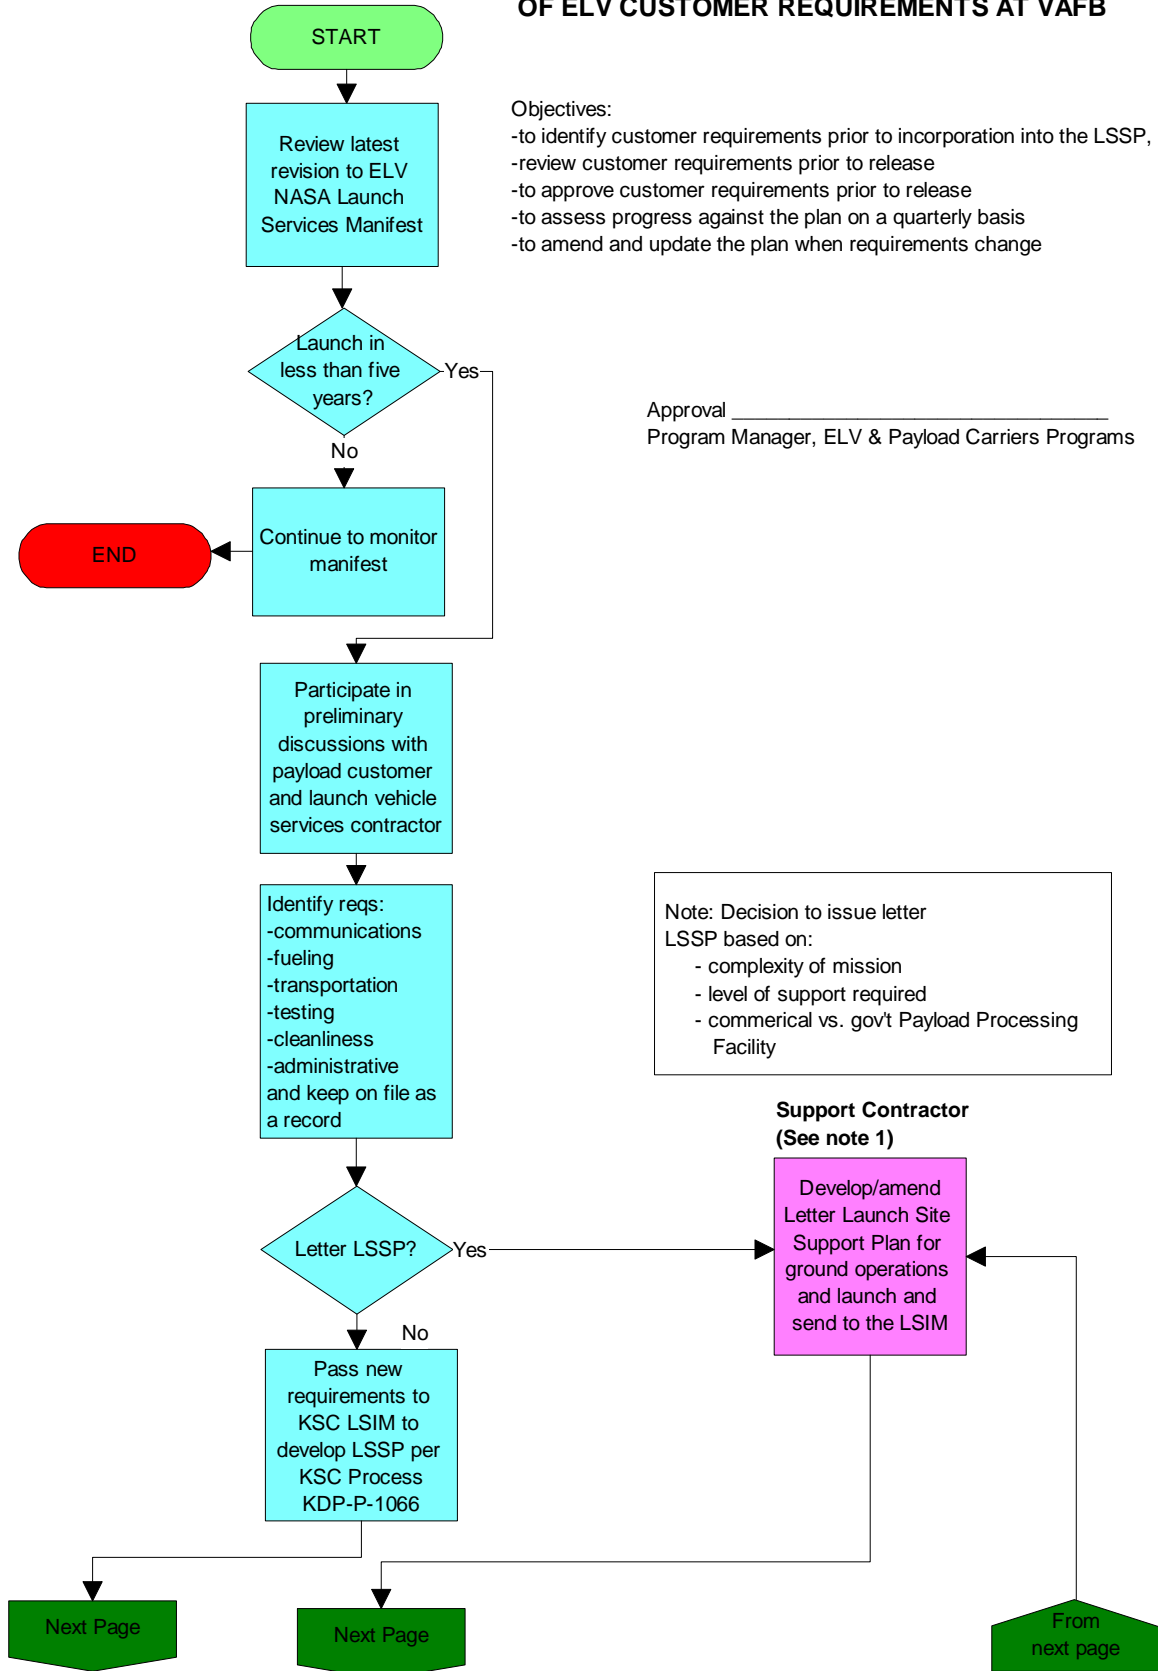 OF ELV CUSTOMER REQUIREMENTS AT VAFB
START
Objectives:
-to identify customer requirements prior to incorporation into the LSSP,
-review customer requirements prior to release
-to approve customer requirements prior to release
-to assess progress against the plan on a quarterly basis
-to amend and update the plan when requirements change
Review latest
revision to ELV
NASA Launch
Services Manifest
Launch in
less than five
years?
Yes
No
Approval __________________________________
Program Manager, ELV & Payload Carriers Programs
Continue to monitor
manifest
END
Participate in
preliminary
discussions with
payload customer
and launch vehicle
services contractor
Identify reqs:
-communications
-fueling
-transportation
-testing
-cleanliness
-administrative
and keep on file as
a record
Note: Decision to issue letter
LSSP based on:
- complexity of mission
- level of support required
- commerical vs. gov't Payload Processing
Facility
Support Contractor
(See note 1)
Develop/amend
Letter Launch Site
Support Plan for
ground operations
and launch and
send to the LSIM
Letter LSSP?
Yes
No
Pass new
requirements to
KSC LSIM to
develop LSSP per
KSC Process
KDP-P-1066
Next Page
Next Page
From
next page